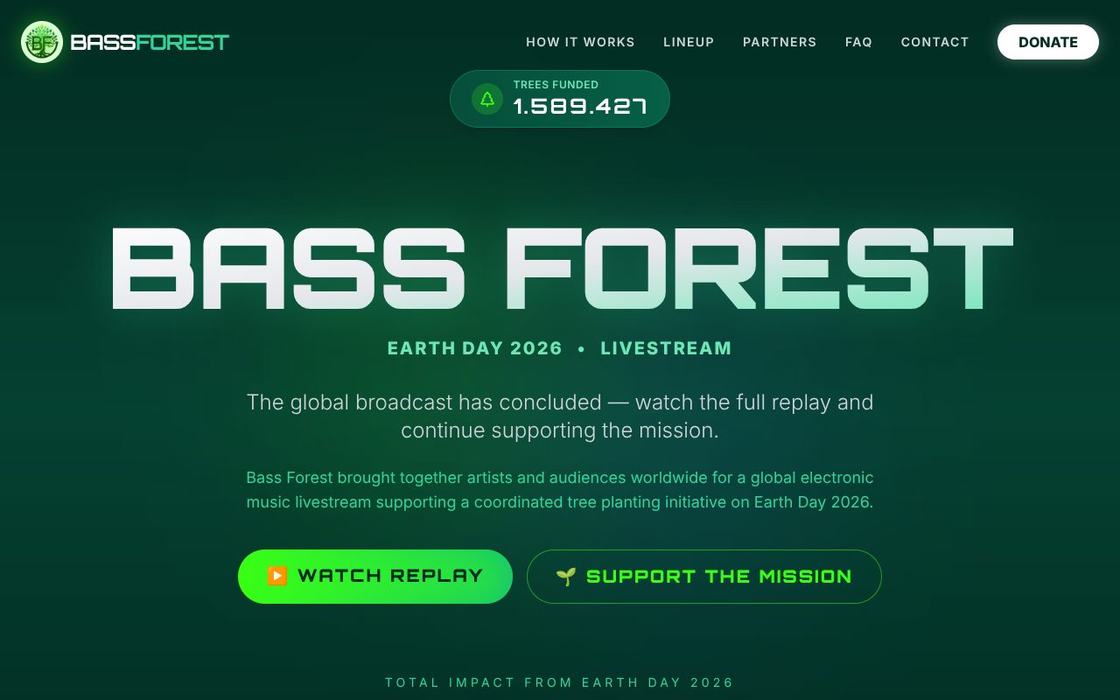 BF BASSFOREST
HOW IT WORKS LINEUP PARTNERS FAQ CONTACT DONATE
TREES FUNDED
1.589.427
BASS FOREST
EARTH DAY 2026 • LIVESTREAM
The global broadcast has concluded — watch the full replay and
continue supporting the mission.
Bass Forest brought together artists and audiences worldwide for a global electronic
music livestream supporting a coordinated tree planting initiative on Earth Day 2026.
▶️ WATCH REPLAY 🌱 SUPPORT THE MISSION
TOTAL IMPACT FROM EARTH DAY 2026